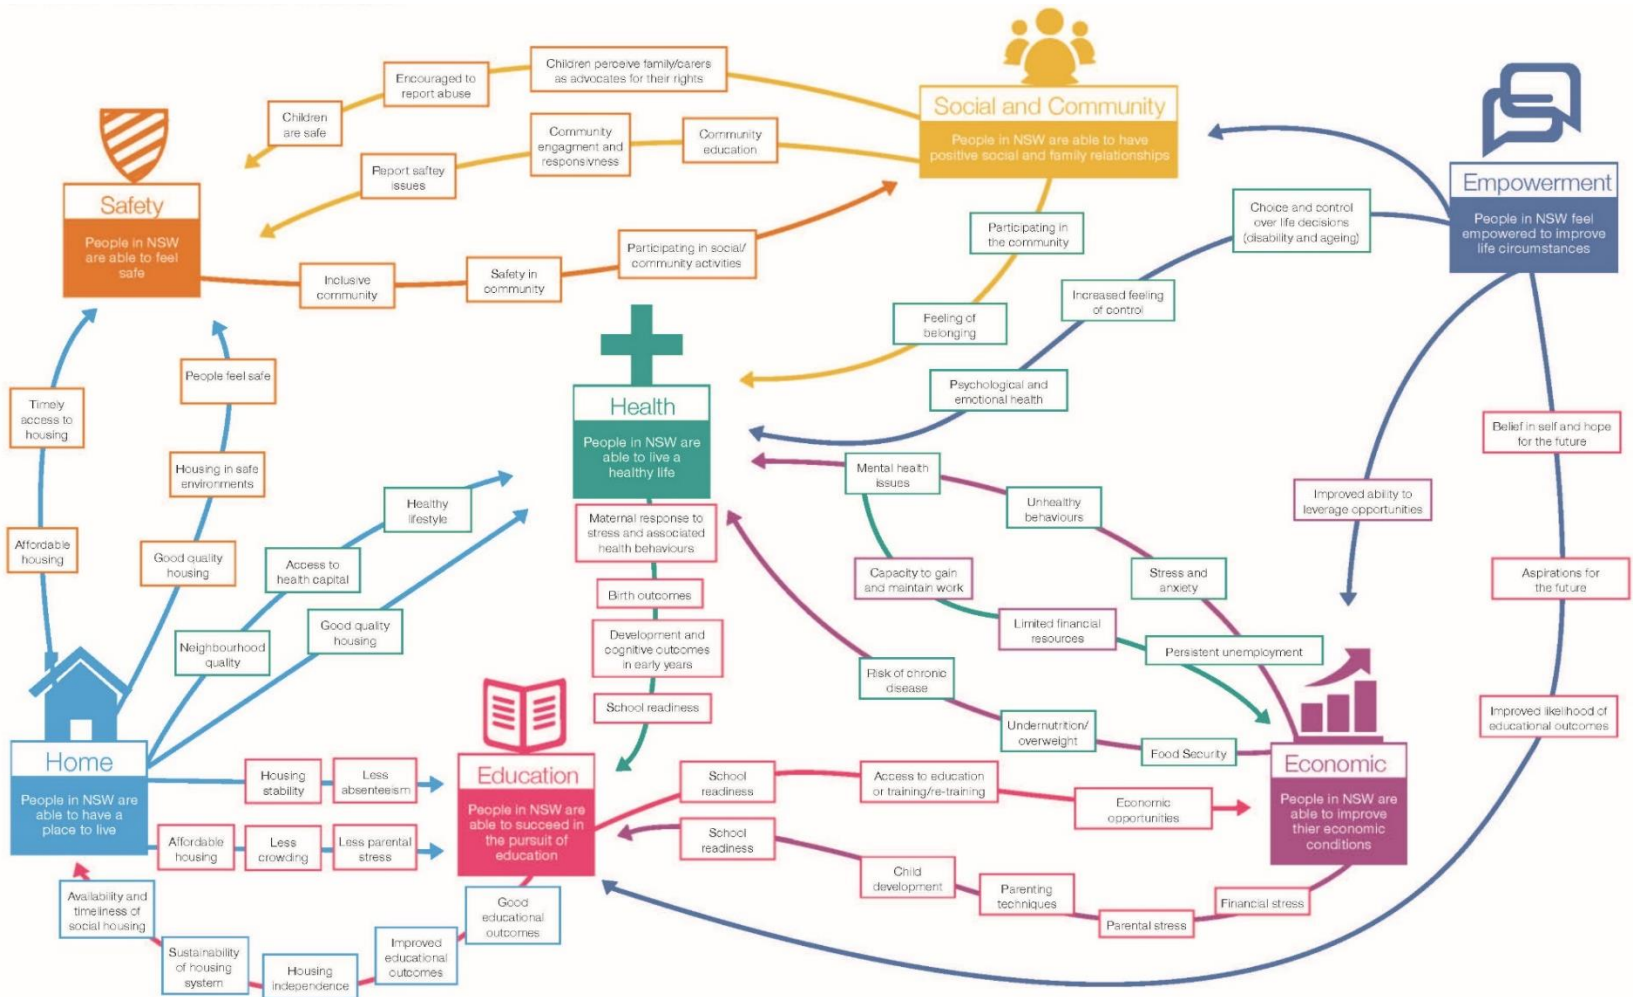 Social and Community
People in NSW are able to have
positive social and family relationships
Children perceive family/carers
as advocates for their rights
Encouraged to
report abuse
Children
are safe
Community
education
Community
engagment and
responsivness
Report saftey
issues
Safety
People in NSW
are able to feel
safe
Inclusive
community
Safety in
community
Participating in social/
community activities
Participating in
the community
Feeling of
belonging
Empowerment
People in NSW feel
empowered to improve
life circumstances
Choice and control
over life decisions
(disability and ageing)
Increased feeling
of control
Psychological and
emotional health
Improved ability to
leverage opportunities
Belief in self and hope
for the future
Aspirations for
the future
Improved likelihood of
educational outcomes
Health
People in NSW are
able to live a
healthy life
Maternal response to
stress and associated
health behaviours
Birth outcomes
Development and
cognitive outcomes
in early years
School readiness
Mental health
issues
Unhealthy
behaviours
Stress and
anxiety
Capacity to gain
and maintain work
Limited financial
resources
Persistent unemployment
Risk of chronic
disease
Undernutrition/
overweight
Food Security
Timely
access to
housing
Affordable
housing
People feel safe
Housing in safe
environments
Good quality
housing
Healthy
lifestyle
Access to
health capital
Neighbourhood
quality
Good quality
housing
Home
People in NSW are
able to have a
place to live
Housing
stability
Less
absenteeism
Affordable
housing
Less
crowding
Less parental
stress
Education
People in NSW are
able to succeed in
the pursuit of
education
School
readiness
Access to education
or training/re-training
Economic
opportunities
Economic
People in NSW are
able to improve
thier economic
conditions
School
readiness
Child
development
Parenting
techniques
Parental stress
Financial stress
Good
educational
outcomes
Improved
educational
outcomes
Housing
independence
Sustainability
of housing
system
Availability and
timeliness of
social housing